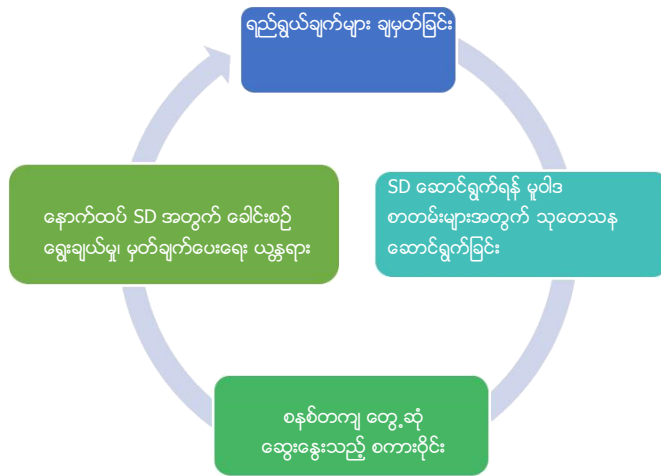 ရည်ရွယ်ချက်များ ချမှတ်ခြင်း
SD ဆောင်ရွက်ရန် မူဝါဒ
စာတမ်းများအတွက် သုတေသန
ဆောင်ရွက်ခြင်း
စနစ်တကျ တွေ့ဆုံ
ဆွေးနွေးသည့် စကားဝိုင်း
နောက်ထပ် SD အတွက် ခေါင်းစဉ်
ရွေးချယ်မှု၊ မှတ်ချက်ပေးရေး ယန္တရား